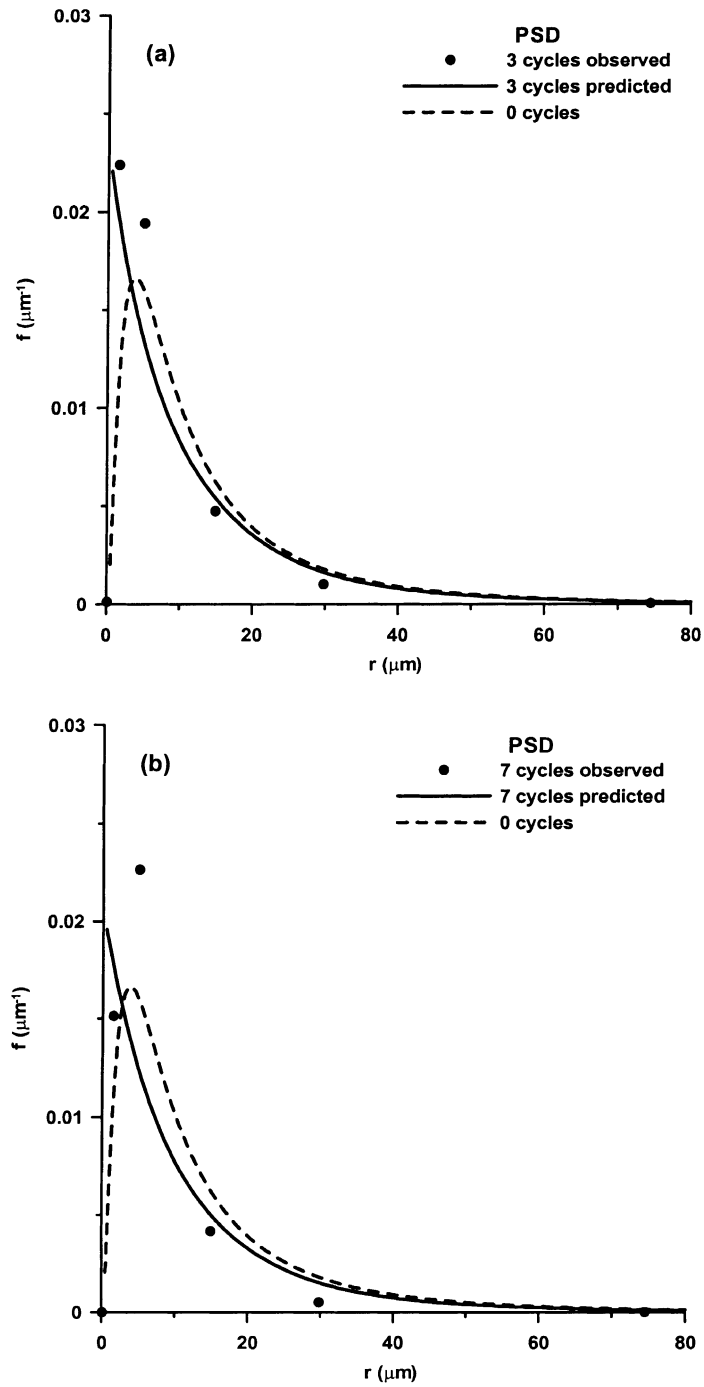 0.03
(a)
PSD
3 cycles observed
3 cycles predicted
0 cycles
0.02
f (μm⁻¹)
0.01
0
0 20 40 60 80
r (μm)
0.03
(b)
PSD
7 cycles observed
7 cycles predicted
0 cycles
0.02
f (μm⁻¹)
0.01
0
0 20 40 60 80
r (μm)